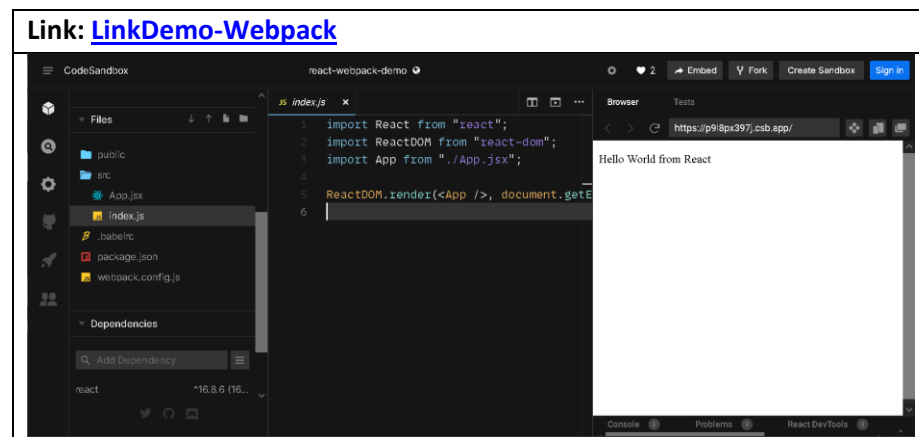 Link: LinkDemo-Webpack
CodeSandbox
react-webpack-demo
2
Embed
Fork
Create Sandbox
Sign in
Files
public
src
App.jsx
index.js
.babelrc
package.json
webpack.config.js
Dependencies
Add Dependency
react ^16.8.6 (16...
JS index.js x
1 import React from "react";
2 import ReactDOM from "react-dom";
3 import App from "./App.jsx";
4
5 ReactDOM.render(<App />, document.getE
6
Browser Tests
https://p9l8px397j.csb.app/
Hello World from React
Console 0 Problems 0 React DevTools 0